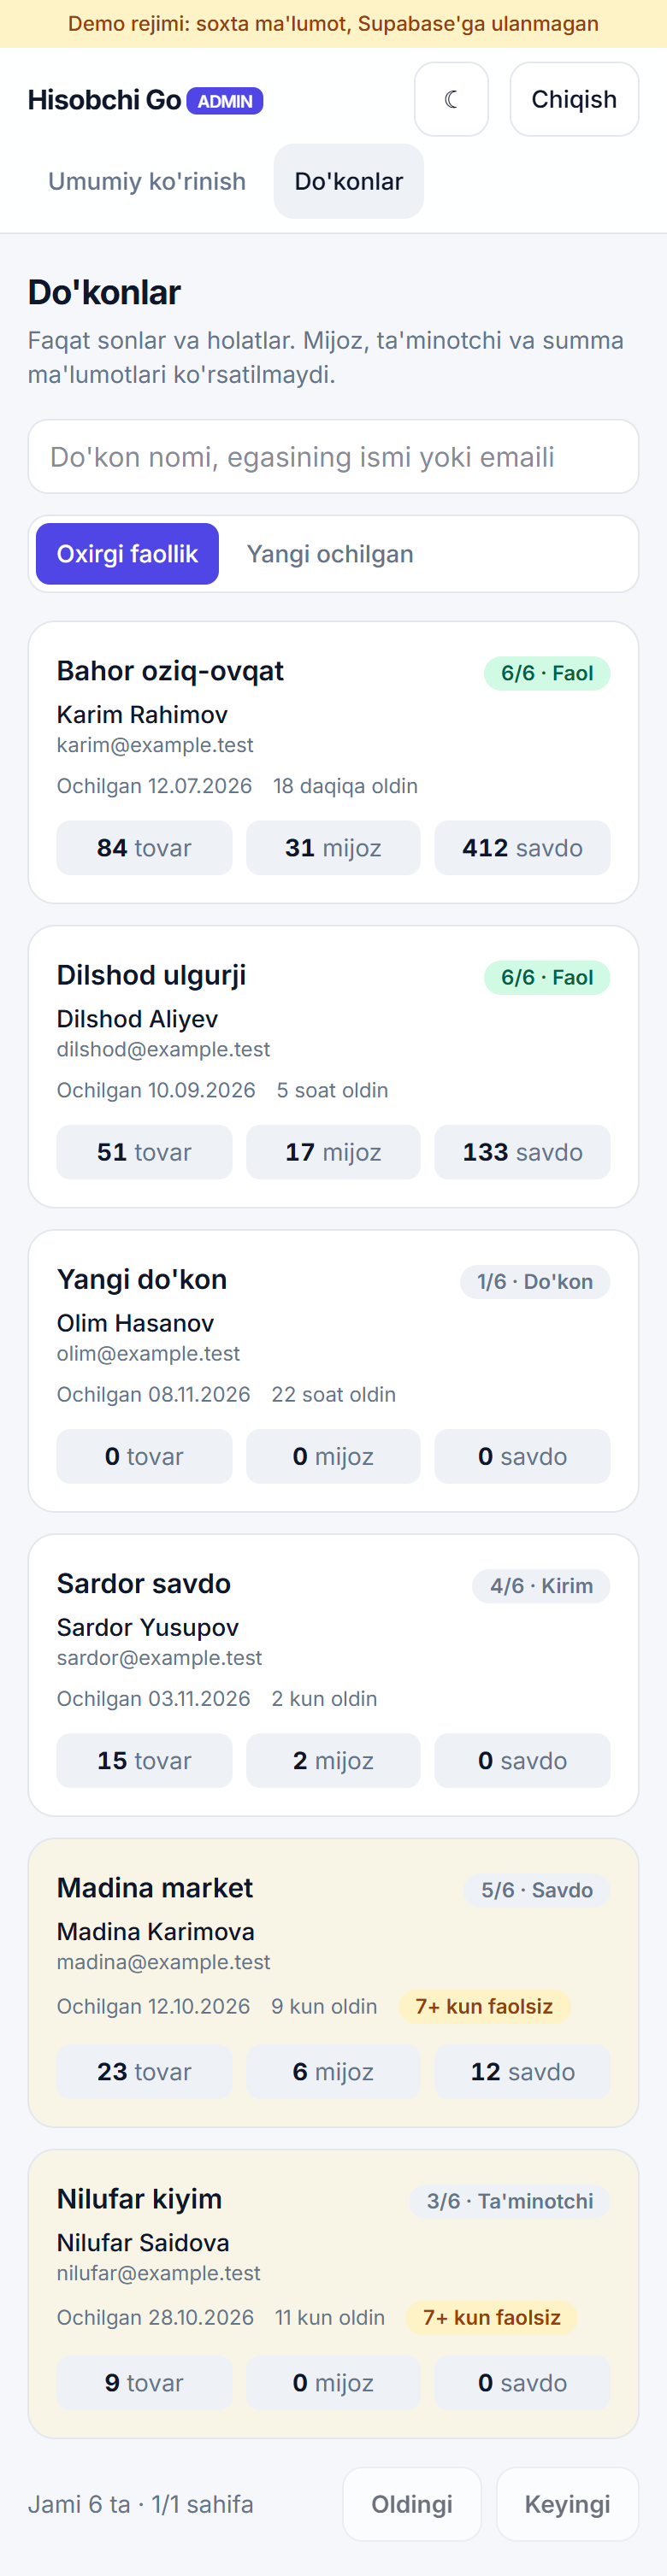 Demo rejimi: soxta ma'lumot, Supabase'ga ulanmagan
Hisobchi Go ADMIN
☾ Chiqish
Umumiy ko'rinish Do'konlar
Do'konlar
Faqat sonlar va holatlar. Mijoz, ta'minotchi va summa
ma'lumotlari ko'rsatilmaydi.
Do'kon nomi, egasining ismi yoki emaili
Oxirgi faollik Yangi ochilgan
Bahor oziq-ovqat 6/6 · Faol
Karim Rahimov
karim@example.test
Ochilgan 12.07.2026 18 daqiqa oldin
84 tovar 31 mijoz 412 savdo
Dilshod ulgurji 6/6 · Faol
Dilshod Aliyev
dilshod@example.test
Ochilgan 10.09.2026 5 soat oldin
51 tovar 17 mijoz 133 savdo
Yangi do'kon 1/6 · Do'kon
Olim Hasanov
olim@example.test
Ochilgan 08.11.2026 22 soat oldin
0 tovar 0 mijoz 0 savdo
Sardor savdo 4/6 · Kirim
Sardor Yusupov
sardor@example.test
Ochilgan 03.11.2026 2 kun oldin
15 tovar 2 mijoz 0 savdo
Madina market 5/6 · Savdo
Madina Karimova
madina@example.test
Ochilgan 12.10.2026 9 kun oldin 7+ kun faolsiz
23 tovar 6 mijoz 12 savdo
Nilufar kiyim 3/6 · Ta'minotchi
Nilufar Saidova
nilufar@example.test
Ochilgan 28.10.2026 11 kun oldin 7+ kun faolsiz
9 tovar 0 mijoz 0 savdo
Jami 6 ta · 1/1 sahifa Oldingi Keyingi